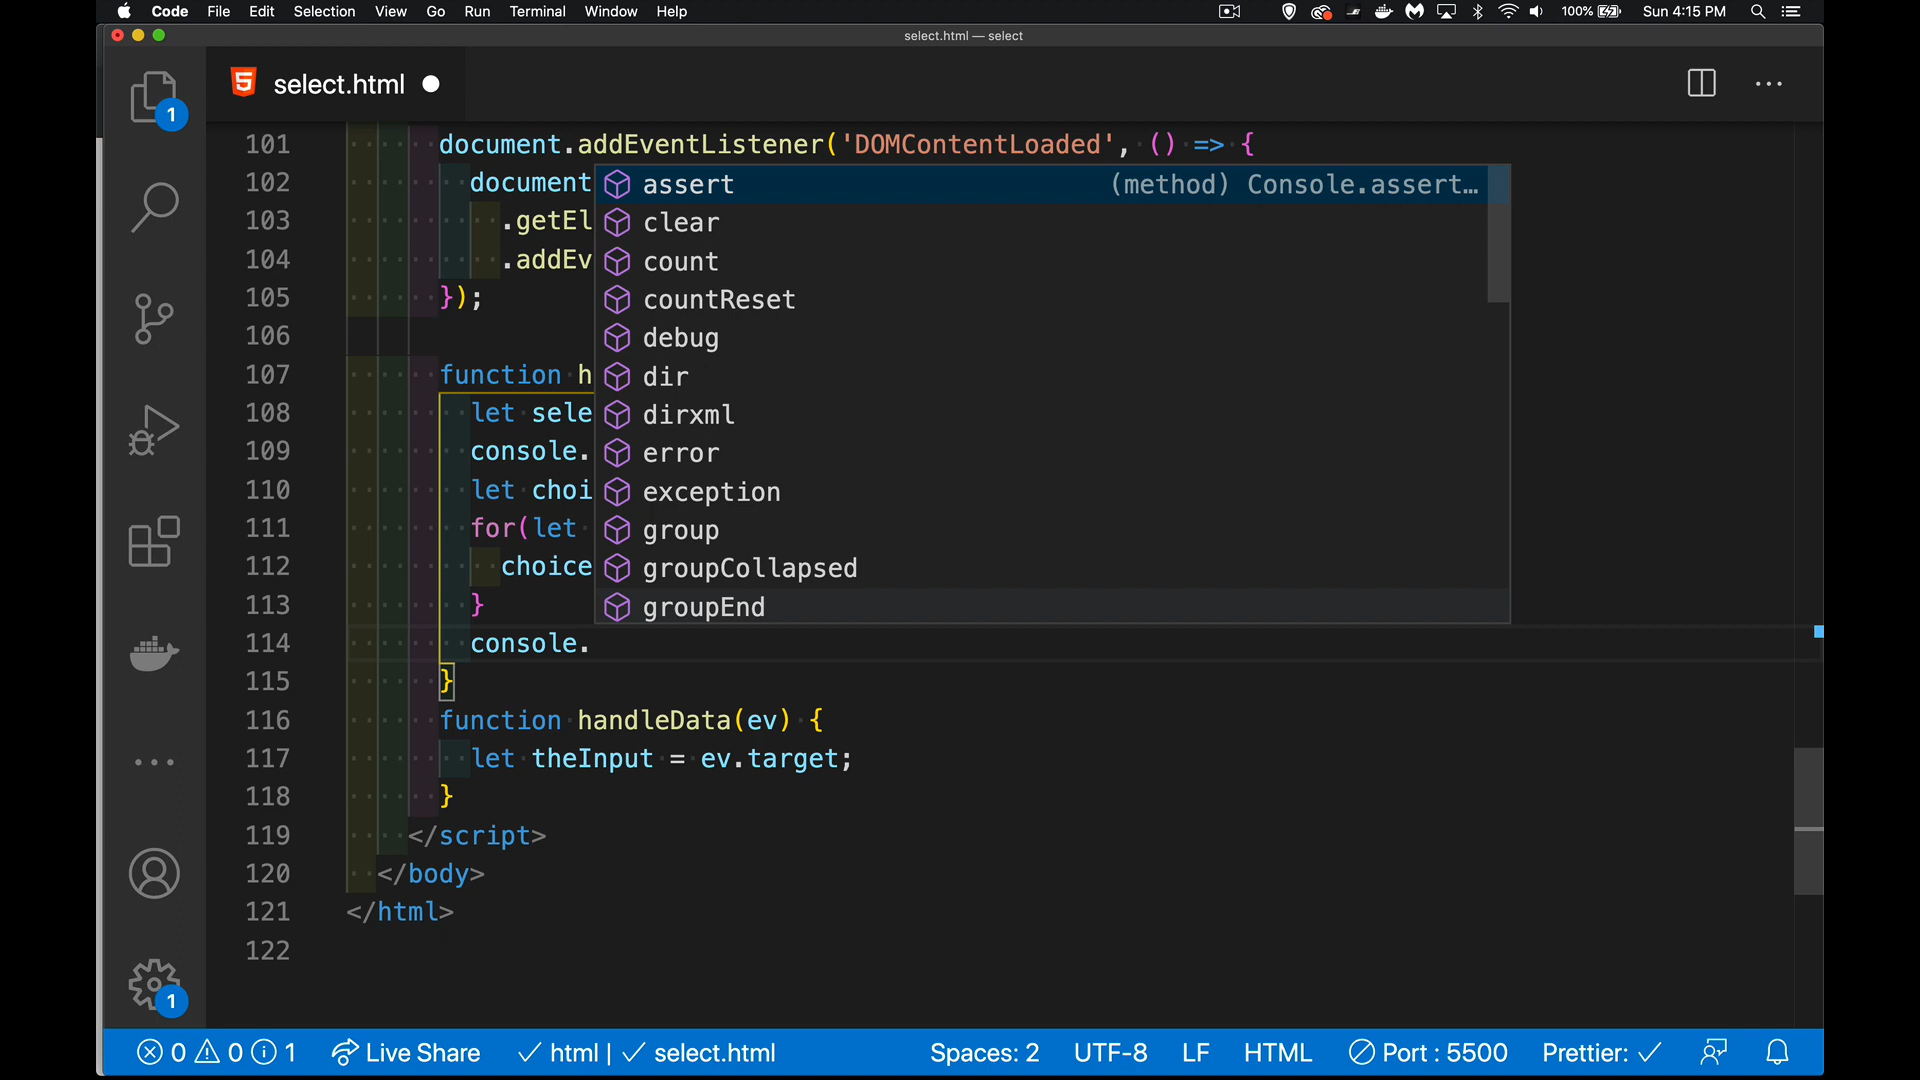 Code File Edit Selection View Go Run Terminal Window Help 100% Sun 4:15 PM
select.html — select
select.html
1
101 document.addEventListener('DOMContentLoaded', () => {
102 document
103 .getEl
104 .addEv
105 });
106
107 function h
108 let sele
109 console.
110 let choi
111 for(let
112 choice
113 }
114 console.
115 }
116 function handleData(ev) {
117 let theInput = ev.target;
118 }
119 </script>
120 </body>
121 </html>
122
assert (method) Console.assert…
clear
count
countReset
debug
dir
dirxml
error
exception
group
groupCollapsed
groupEnd
1
0 0 1 Live Share html | select.html Spaces: 2 UTF-8 LF HTML Port : 5500 Prettier: